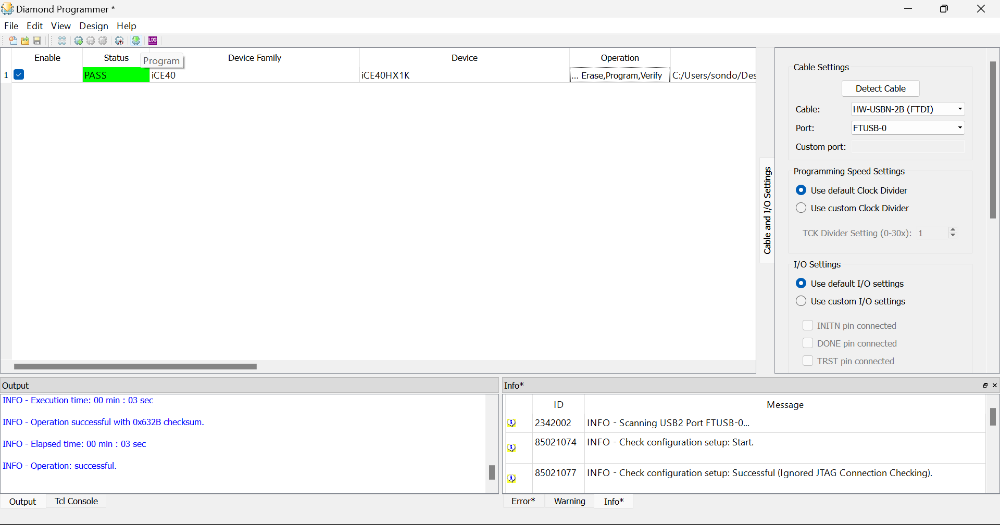 Diamond Programmer *
File Edit View Design Help
LOG
Enable Status Device Family Device Operation
Program
1 PASS iCE40 iCE40HX1K ... Erase,Program,Verify C:/Users/sondo/Des
Cable and I/O Settings
Cable Settings
Detect Cable
Cable: HW-USBN-2B (FTDI)
Port: FTUSB-0
Custom port:
Programming Speed Settings
Use default Clock Divider
Use custom Clock Divider
TCK Divider Setting (0-30x): 1
I/O Settings
Use default I/O settings
Use custom I/O settings
INITN pin connected
DONE pin connected
TRST pin connected
Output
INFO - Execution time: 00 min : 03 sec
INFO - Operation successful with 0x632B checksum.
INFO - Elapsed time: 00 min : 03 sec
INFO - Operation: successful.
Output Tcl Console
Info*
ID Message
2342002 INFO - Scanning USB2 Port FTUSB-0...
85021074 INFO - Check configuration setup: Start.
85021077 INFO - Check configuration setup: Successful (Ignored JTAG Connection Checking).
Error* Warning Info*